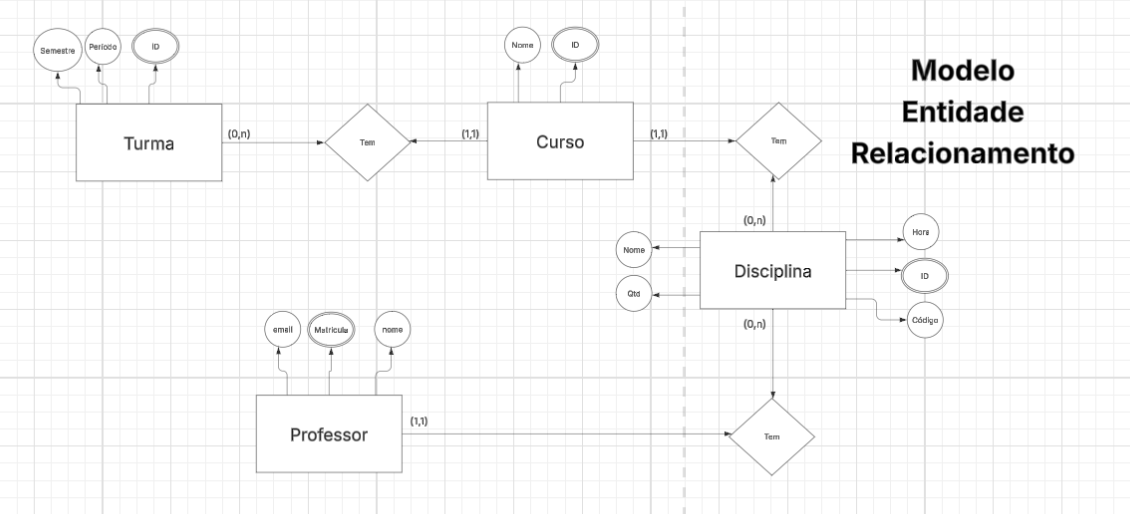 Semestre
Período
ID
Nome
ID
Modelo
Entidade
Relacionamento
Turma
(0,n)
Tem
(1,1)
Curso
(1,1)
Tem
(0,n)
Nome
Qtd
Disciplina
Hora
ID
Código
(0,n)
email
Matricula
nome
Professor
(1,1)
Tem